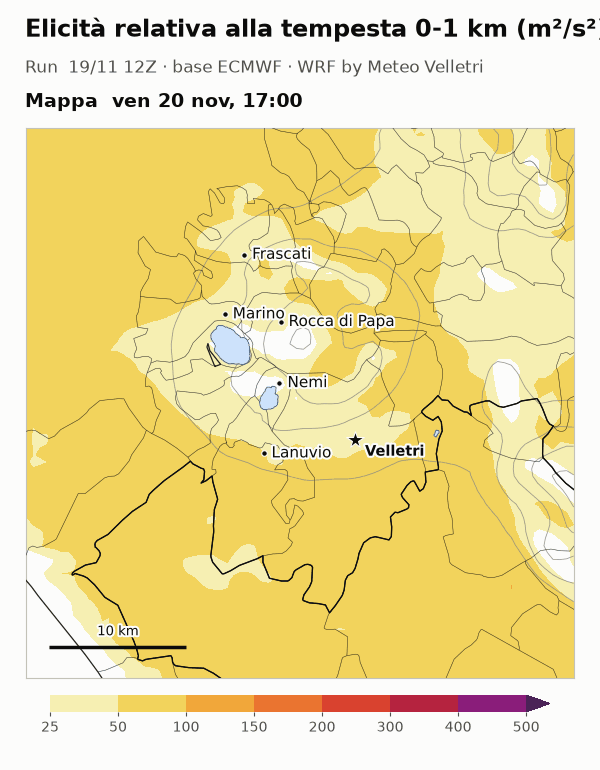 Elicità relativa alla tempesta 0-1 km (m²/s²)
Run  19/11 12Z · base ECMWF · WRF by Meteo Velletri
Mappa  ven 20 nov, 17:00
Frascati
Marino
Rocca di Papa
Nemi
Lanuvio
Velletri
10 km
25 50 100 150 200 300 400 500